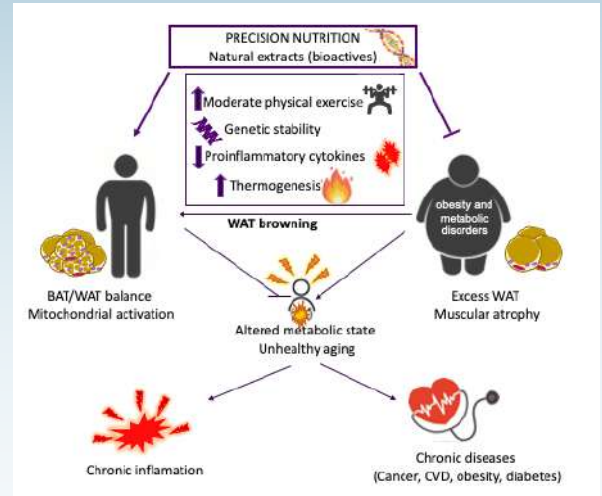 PRECISION NUTRITION
Natural extracts (bioactives)
Moderate physical exercise
Genetic stability
Proinflammatory cytokines
Thermogenesis
obesity and
metabolic
disorders
WAT browning
BAT/WAT balance
Mitochondrial activation
Excess WAT
Muscular atrophy
Altered metabolic state
Unhealthy aging
Chronic inflamation
Chronic diseases
(Cancer, CVD, obesity, diabetes)